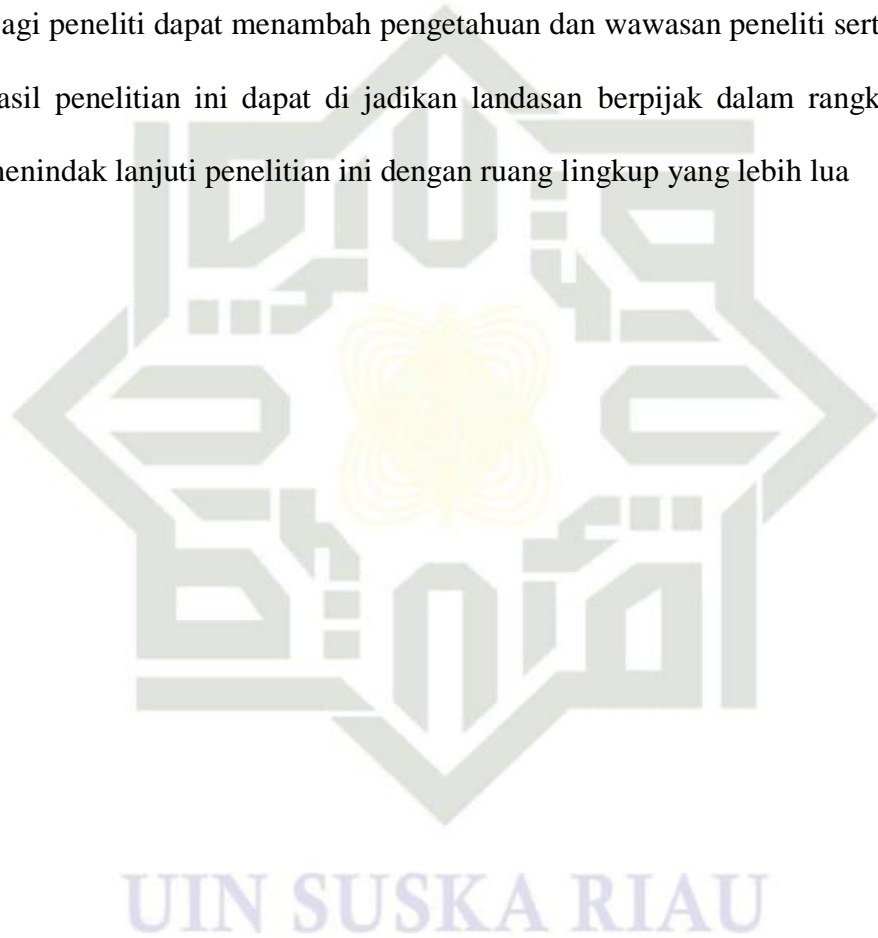 agi peneliti dapat menambah pengetahuan dan wawasan peneliti sert
asil penelitian ini dapat di jadikan landasan berpijak dalam rangk
enindak lanjuti penelitian ini dengan ruang lingkup yang lebih lua
UIN SUSKA RIAU